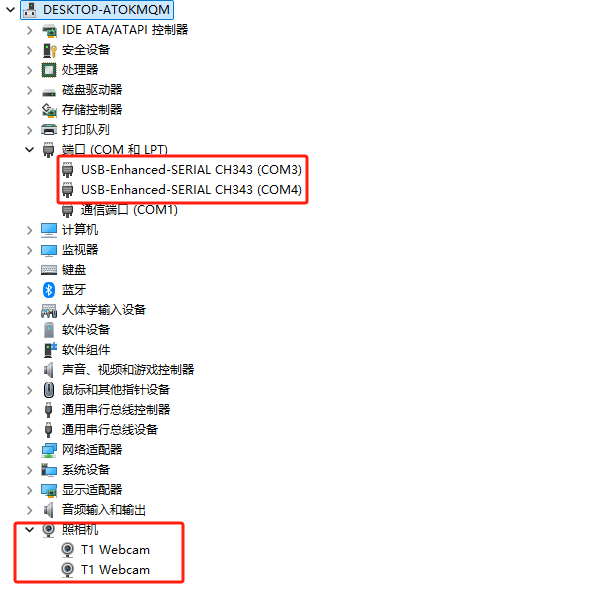 DESKTOP-ATOKMQM
IDE ATA/ATAPI 控制器
安全设备
处理器
磁盘驱动器
存储控制器
打印队列
端口 (COM 和 LPT)
USB-Enhanced-SERIAL CH343 (COM3)
USB-Enhanced-SERIAL CH343 (COM4)
通信端口 (COM1)
计算机
监视器
键盘
蓝牙
人体学输入设备
软件设备
软件组件
声音、视频和游戏控制器
鼠标和其他指针设备
通用串行总线控制器
通用串行总线设备
网络适配器
系统设备
显示适配器
音频输入和输出
照相机
T1 Webcam
T1 Webcam